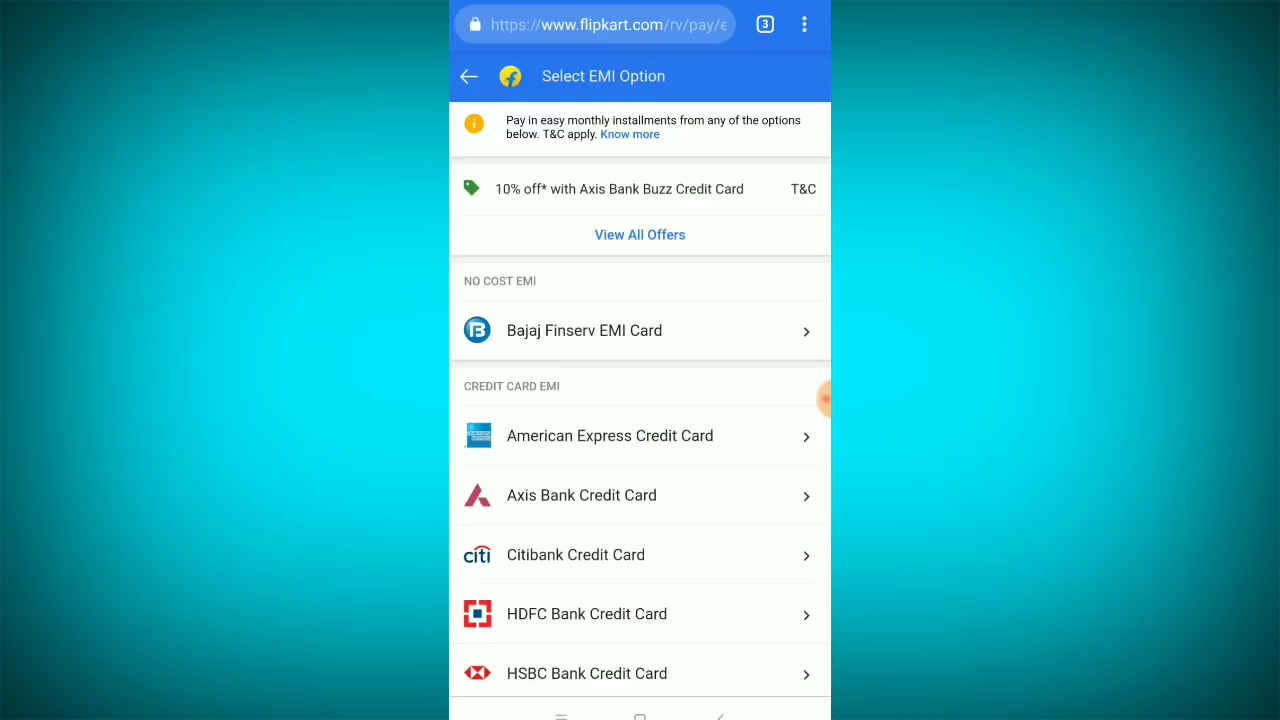 https://www.flipkart.com/rv/pay/e
3
Select EMI Option
Pay in easy monthly installments from any of the options
below. T&C apply. Know more
10% off* with Axis Bank Buzz Credit Card T&C
View All Offers
NO COST EMI
Bajaj Finserv EMI Card
CREDIT CARD EMI
American Express Credit Card
Axis Bank Credit Card
citi Citibank Credit Card
HDFC Bank Credit Card
HSBC Bank Credit Card